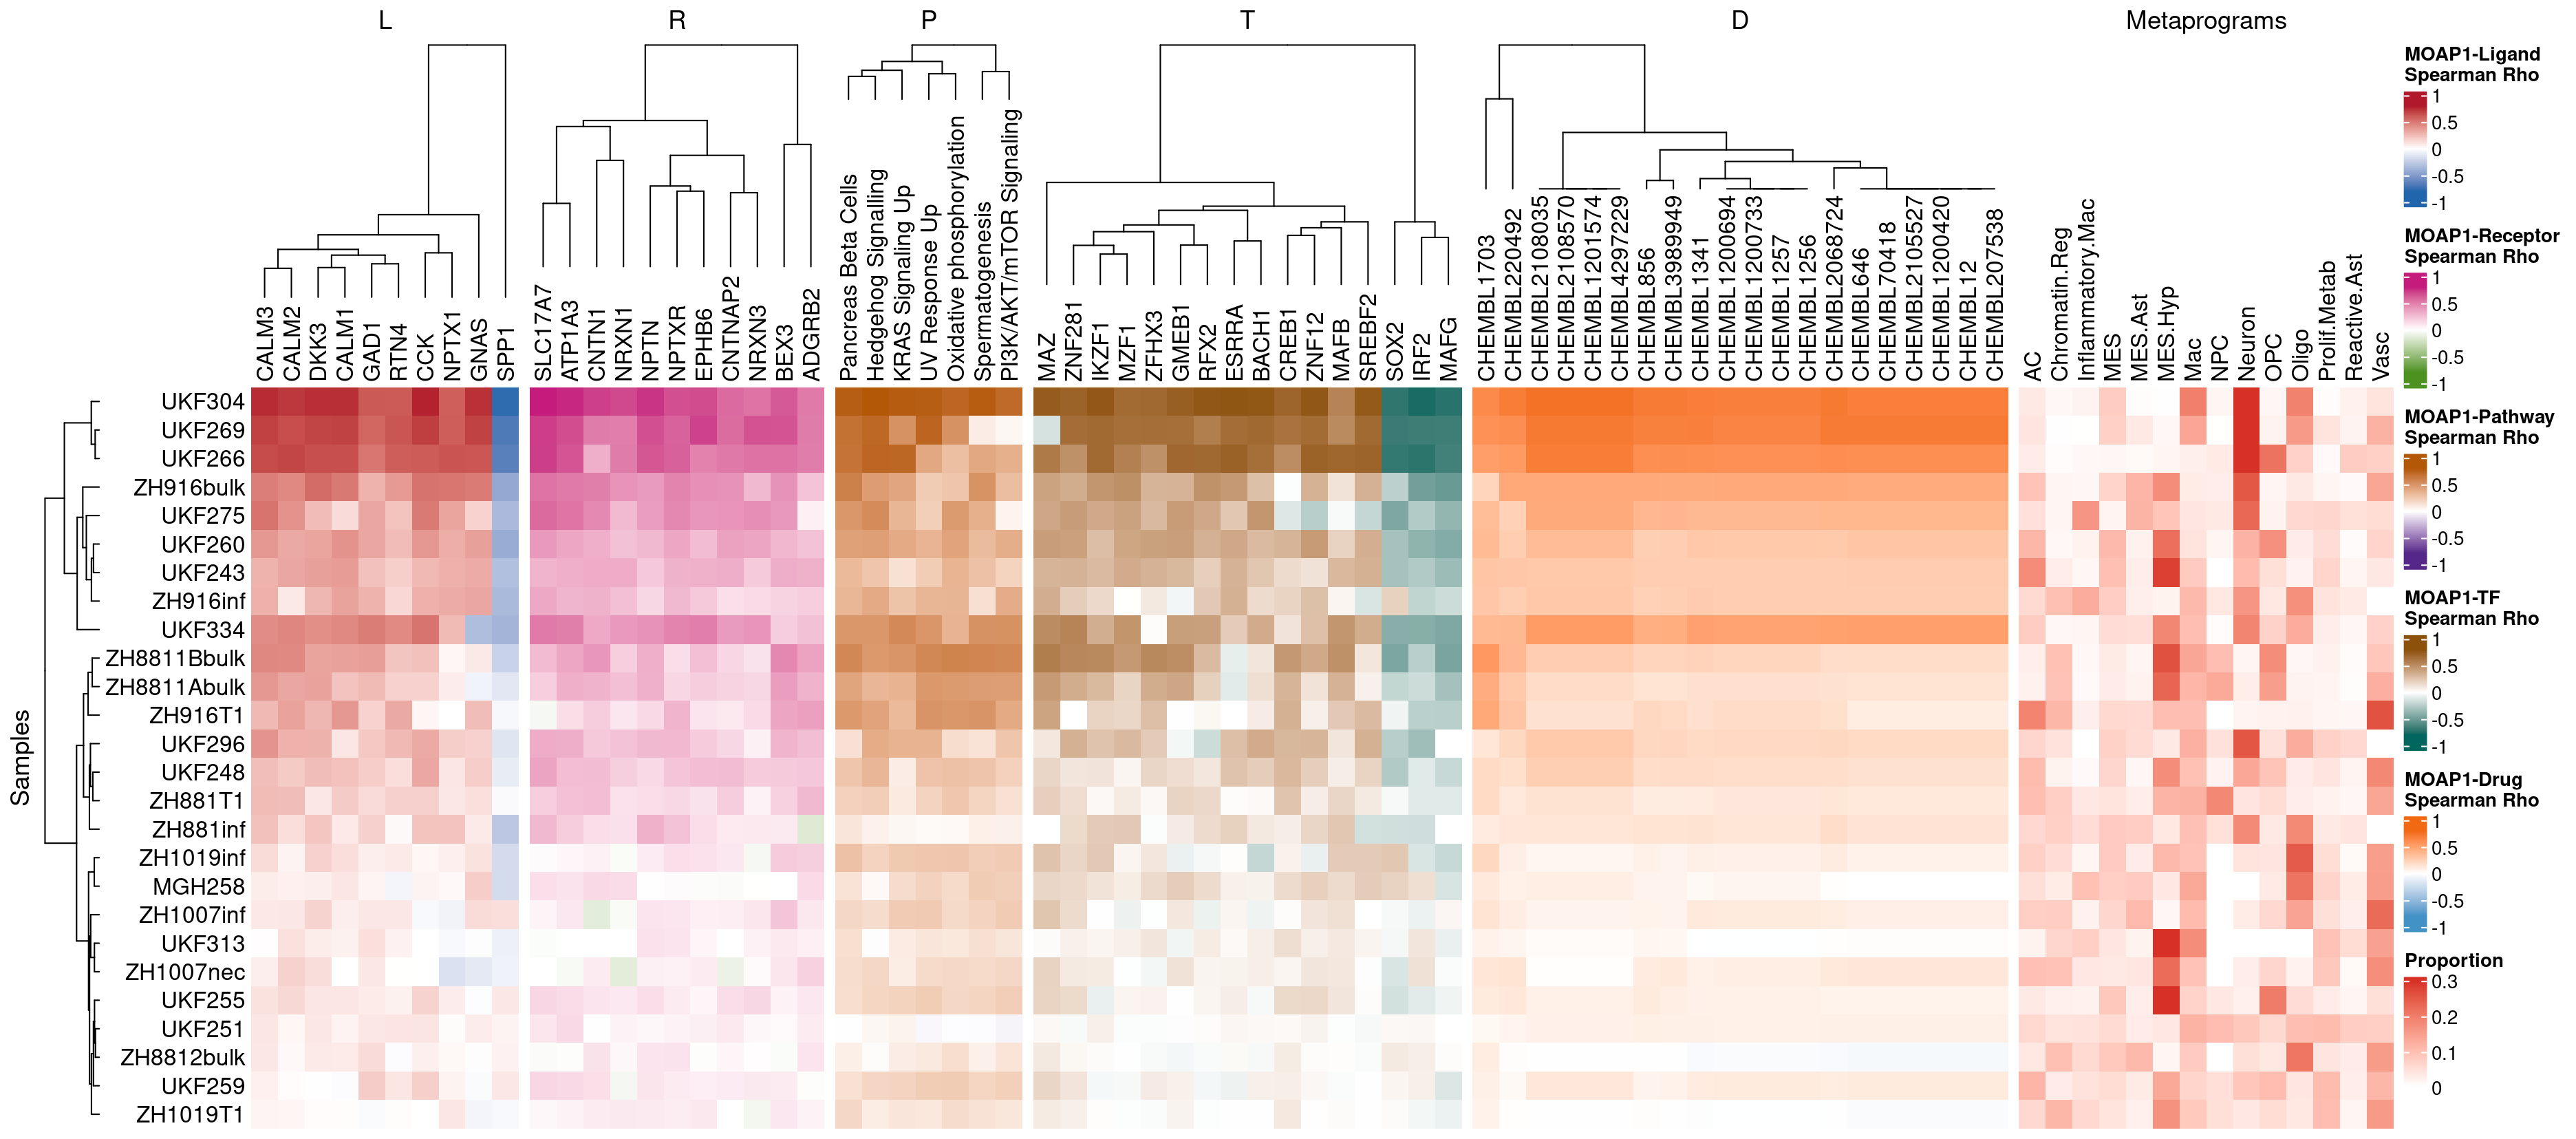 L
R
P
T
D
Metaprograms
CALM3
CALM2
DKK3
CALM1
GAD1
RTN4
CCK
NPTX1
GNAS
SPP1
SLC17A7
ATP1A3
CNTN1
NRXN1
NPTN
NPTXR
EPHB6
CNTNAP2
NRXN3
BEX3
ADGRB2
Pancreas Beta Cells
Hedgehog Signalling
KRAS Signaling Up
UV Response Up
Oxidative phosphorylation
Spermatogenesis
PI3K/AKT/mTOR Signaling
MAZ
ZNF281
IKZF1
MZF1
ZFHX3
GMEB1
RFX2
ESRRA
BACH1
CREB1
ZNF12
MAFB
SREBF2
SOX2
IRF2
MAFG
CHEMBL1703
CHEMBL220492
CHEMBL2108035
CHEMBL2108570
CHEMBL1201574
CHEMBL4297229
CHEMBL856
CHEMBL3989949
CHEMBL1341
CHEMBL1200694
CHEMBL1200733
CHEMBL1257
CHEMBL1256
CHEMBL2068724
CHEMBL646
CHEMBL70418
CHEMBL2105527
CHEMBL1200420
CHEMBL12
CHEMBL207538
AC
Chromatin.Reg
Inflammatory.Mac
MES
MES.Ast
MES.Hyp
Mac
NPC
Neuron
OPC
Oligo
Prolif.Metab
Reactive.Ast
Vasc
Samples
UKF304
UKF269
UKF266
ZH916bulk
UKF275
UKF260
UKF243
ZH916inf
UKF334
ZH8811Bbulk
ZH8811Abulk
ZH916T1
UKF296
UKF248
ZH881T1
ZH881inf
ZH1019inf
MGH258
ZH1007inf
UKF313
ZH1007nec
UKF255
UKF251
ZH8812bulk
UKF259
ZH1019T1
MOAP1-Ligand
Spearman Rho
1
0.5
0
-0.5
-1
MOAP1-Receptor
Spearman Rho
1
0.5
0
-0.5
-1
MOAP1-Pathway
Spearman Rho
1
0.5
0
-0.5
-1
MOAP1-TF
Spearman Rho
1
0.5
0
-0.5
-1
MOAP1-Drug
Spearman Rho
1
0.5
0
-0.5
-1
Proportion
0.3
0.2
0.1
0